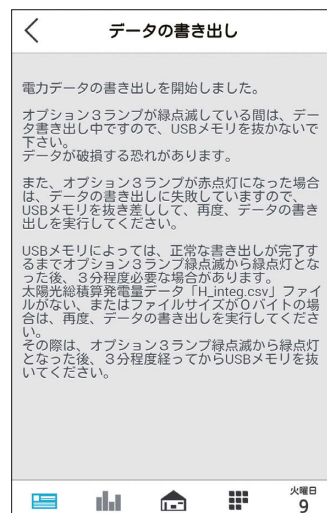 データの書き出し
電力データの書き出しを開始しました。
オプション３ランプが緑点滅している間は、デー
タ書き出し中ですので、USBメモリを抜かないで
下さい。
データが破損する恐れがあります。
また、オプション３ランプが赤点灯になった場合
は、データの書き出しに失敗していますので、
USBメモリを抜き差しして、再度、データの書き
出しを実行してください。
USBメモリによっては、正常な書き出しが完了す
るまでオプション３ランプ緑点滅から緑点灯とな
った後、３分程度必要な場合があります。
太陽光総積算発電量データ「H_integ.csv」ファイ
ルがない、またはファイルサイズが０バイトの場
合は、再度、データの書き出しを実行してくださ
い。
その際は、オプション３ランプ緑点滅から緑点灯
となった後、３分程度経ってからUSBメモリを抜
いてください。
火曜日
9